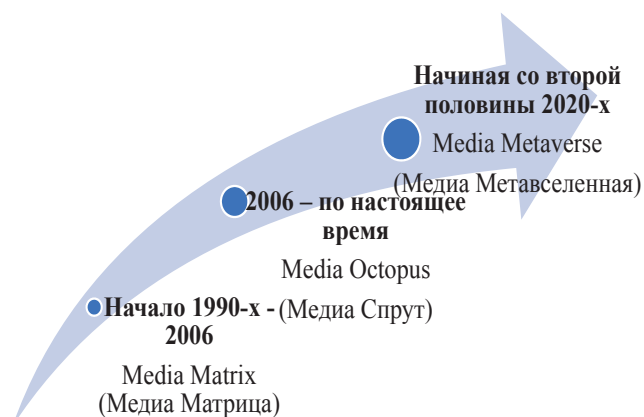 Начиная со второй
половины 2020-х
Media Metaverse
(Медиа Метавселенная)
2006 – по настоящее
время
Media Octopus
(Медиа Спрут)
Начало 1990-х -
2006
Media Matrix
(Медиа Матрица)